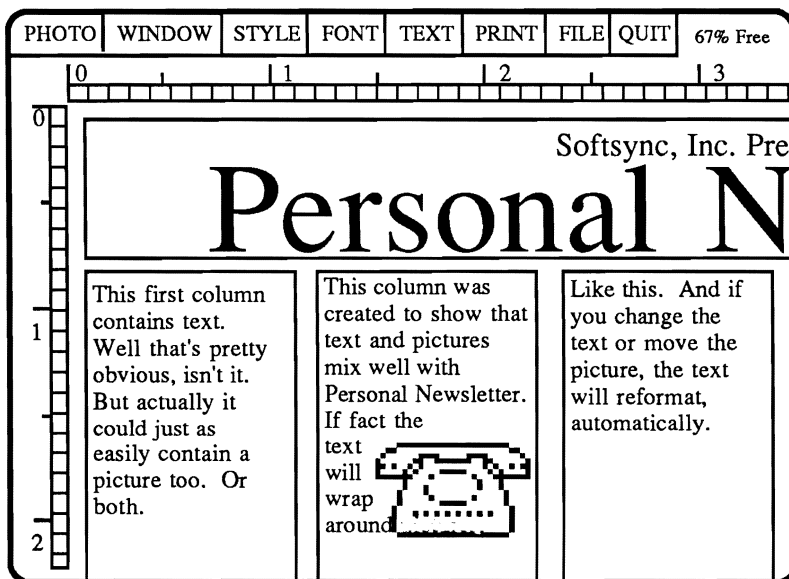 PHOTO WINDOW STYLE FONT TEXT PRINT FILE QUIT 67% Free
0 1 2 3
0
1
2
Softsync, Inc. Pre
Personal N
This first column
contains text.
Well that's pretty
obvious, isn't it.
But actually it
could just as
easily contain a
picture too. Or
both.
This column was
created to show that
text and pictures
mix well with
Personal Newsletter.
If fact the
text
will
wrap
around
Like this. And if
you change the
text or move the
picture, the text
will reformat,
automatically.